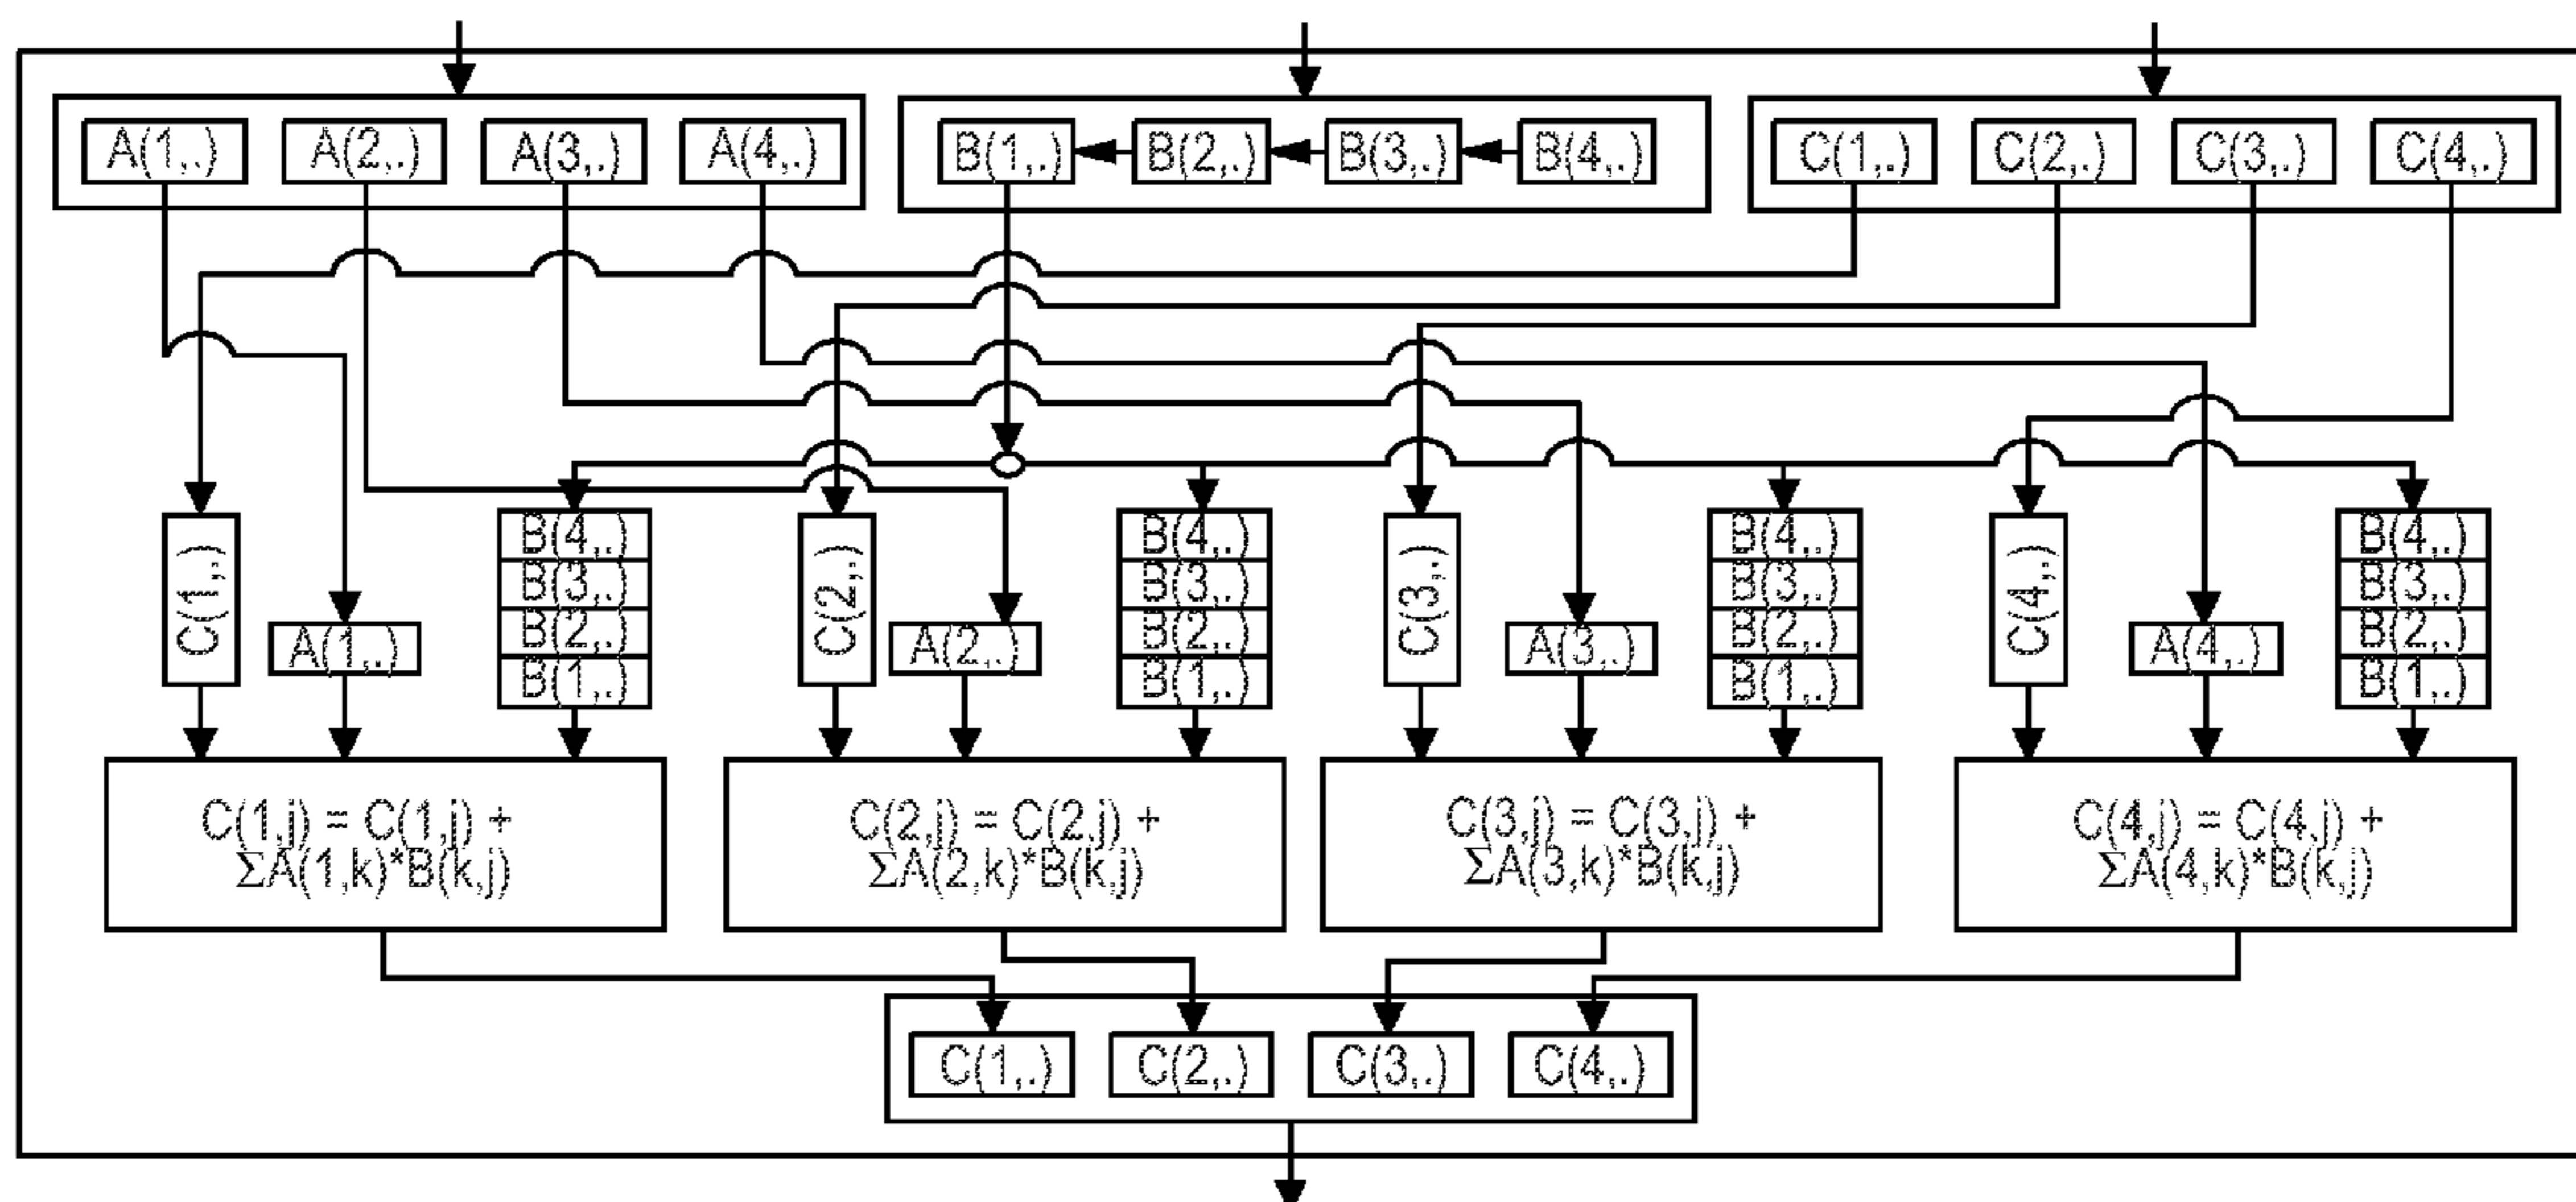 A(1,.) A(2,.) A(3,.) A(4,.)
B(1,.) B(2,.) B(3,.) B(4,.)
C(1,.) C(2,.) C(3,.) C(4,.)
C(1,.)
A(1,.)
B(4,.)
B(3,.)
B(2,.)
B(1,.)
C(2,.)
A(2,.)
B(4,.)
B(3,.)
B(2,.)
B(1,.)
C(3,.)
A(3,.)
B(4,.)
B(3,.)
B(2,.)
B(1,.)
C(4,.)
A(4,.)
B(4,.)
B(3,.)
B(2,.)
B(1,.)
C(1,j) = C(1,j) +
ΣA(1,k)*B(k,j)
C(2,j) = C(2,j) +
ΣA(2,k)*B(k,j)
C(3,j) = C(3,j) +
ΣA(3,k)*B(k,j)
C(4,j) = C(4,j) +
ΣA(4,k)*B(k,j)
C(1,.) C(2,.) C(3,.) C(4,.)